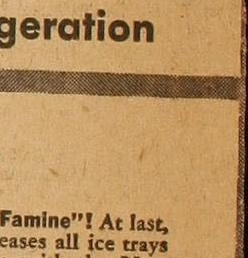 geration
Famine"! At last,
eases all ice trays